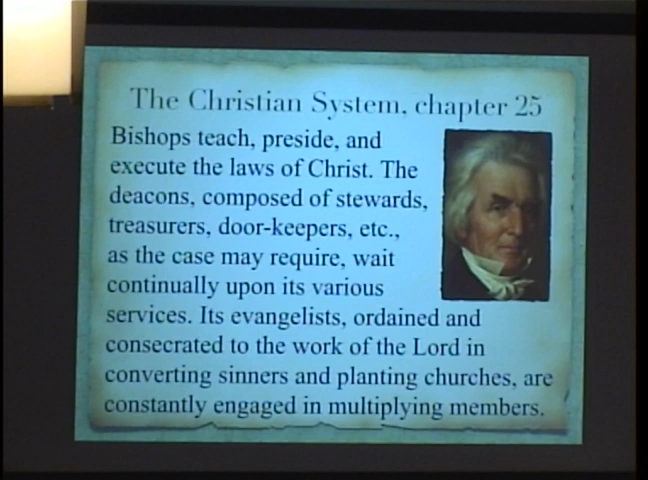 The Christian System, chapter 25
Bishops teach, preside, and
execute the laws of Christ. The
deacons, composed of stewards,
treasurers, door-keepers, etc.,
as the case may require, wait
continually upon its various
services. Its evangelists, ordained and
consecrated to the work of the Lord in
converting sinners and planting churches, are
constantly engaged in multiplying members.